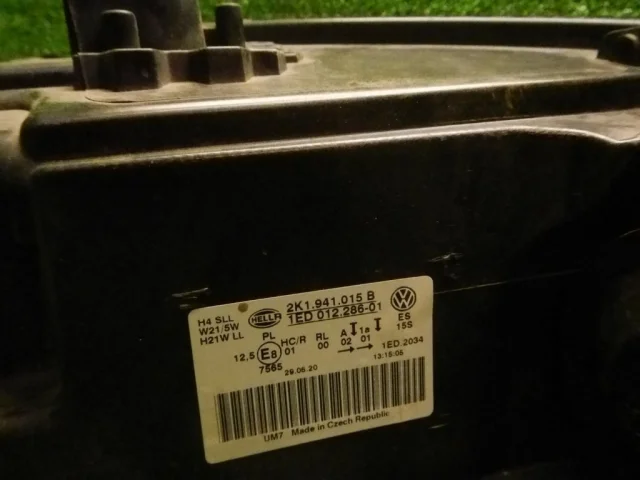 H4 SLL HELLA 2K1.941.015 B
W21/5W 1ED 012.286-01
H21W LL PL ES
15S
HC/R RL A 1a
12,5 E8 01 00 02 01 1ED.2034
7565 29.06.20 13:15:05
UM7 Made in Czech Republic